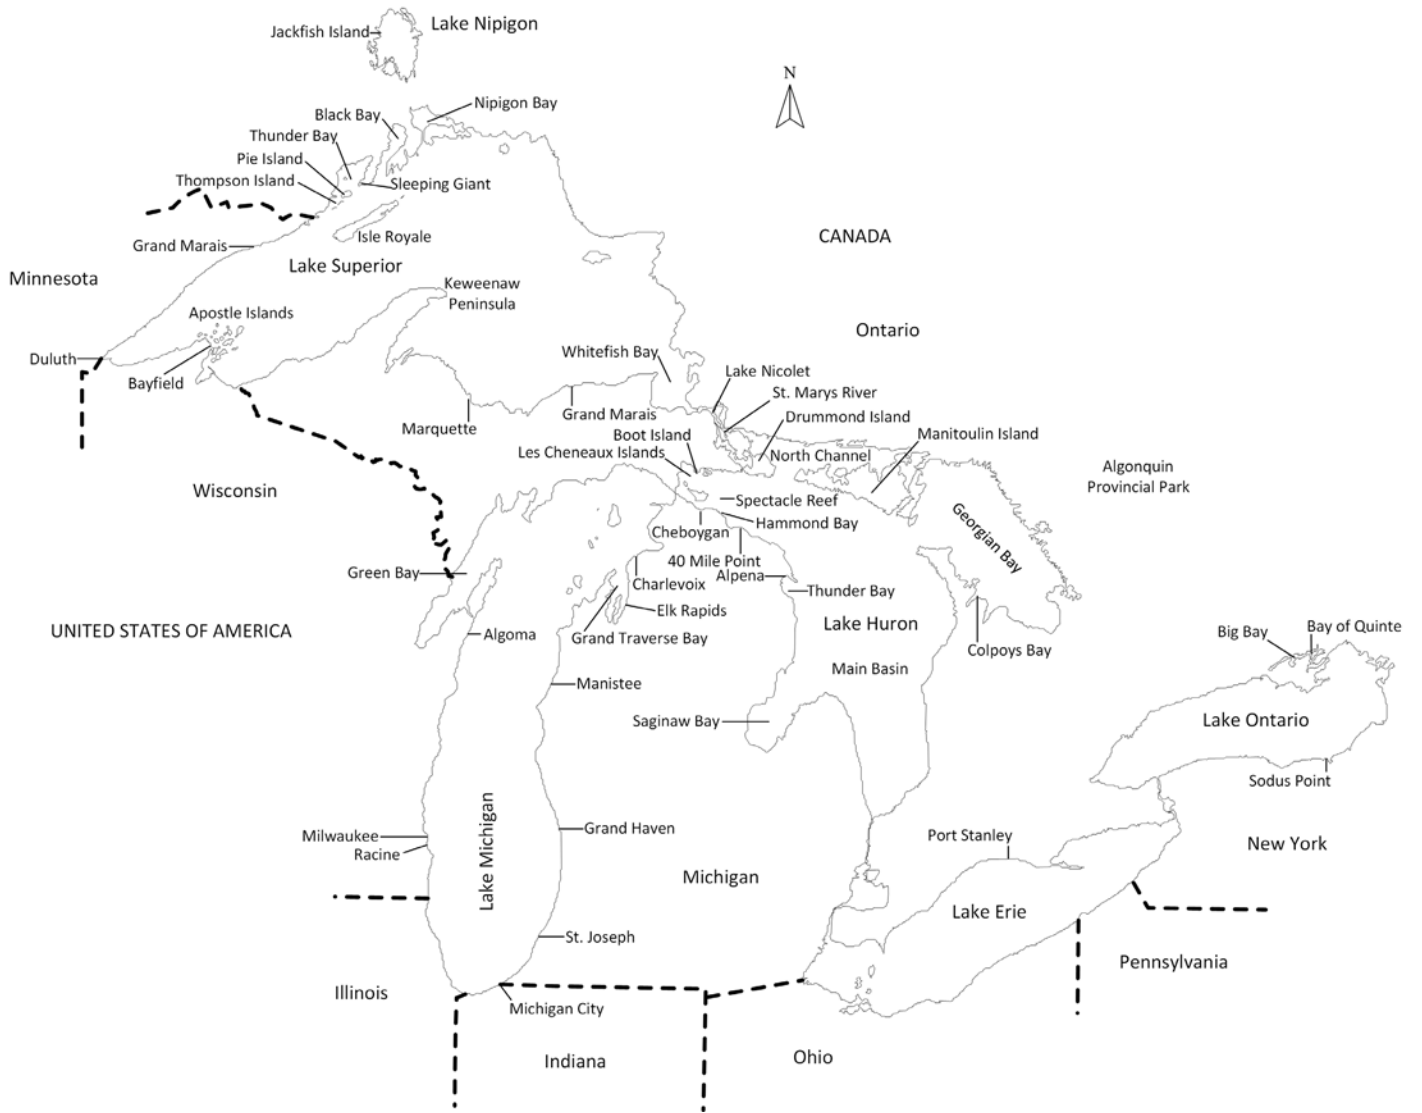 Jackfish Island
Lake Nipigon
N
Nipigon Bay
Black Bay
Thunder Bay
Pie Island
Thompson Island
Sleeping Giant
Isle Royale
Grand Marais
CANADA
Lake Superior
Minnesota
Keweenaw
Peninsula
Apostle Islands
Ontario
Duluth
Bayfield
Whitefish Bay
Lake Nicolet
St. Marys River
Grand Marais
Drummond Island
Marquette
Boot Island
Manitoulin Island
Les Cheneaux Islands
North Channel
Algonquin
Provincial Park
Wisconsin
Spectacle Reef
Hammond Bay
Georgian Bay
Cheboygan
40 Mile Point
Green Bay
Alpena
Charlevoix
Thunder Bay
Elk Rapids
Lake Huron
UNITED STATES OF AMERICA
Algoma
Grand Traverse Bay
Colpoys Bay
Big Bay
Bay of Quinte
Main Basin
Manistee
Saginaw Bay
Lake Ontario
Sodus Point
Lake Michigan
Milwaukee
Racine
Grand Haven
Port Stanley
New York
Michigan
Lake Erie
St. Joseph
Pennsylvania
Illinois
Michigan City
Indiana
Ohio